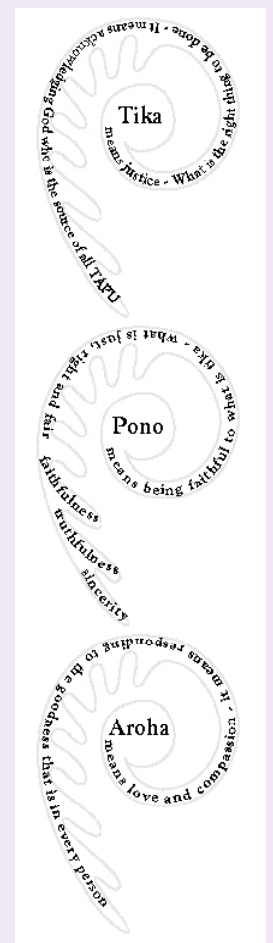 Tika
means justice - What is the right thing to be done - It means acknowledging God who is the source of all TAPU
Pono
means being faithful to what is tika - what is just, right and fair
faithfulness
truthfulness
sincerity
Aroha
means love and compassion - it means responding to the goodness that is in every person